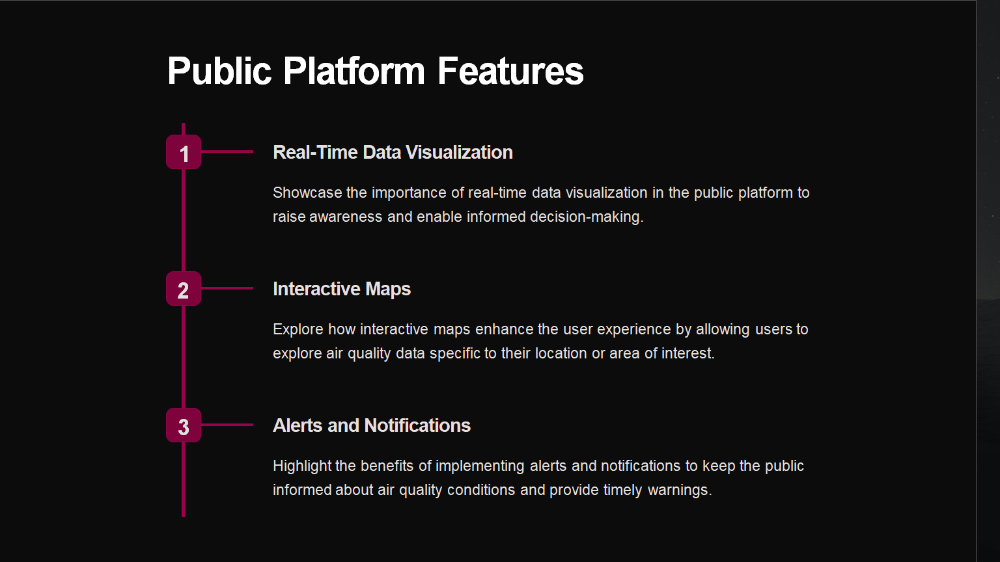 Public Platform Features
1
Real-Time Data Visualization
Showcase the importance of real-time data visualization in the public platform to
raise awareness and enable informed decision-making.
2
Interactive Maps
Explore how interactive maps enhance the user experience by allowing users to
explore air quality data specific to their location or area of interest.
3
Alerts and Notifications
Highlight the benefits of implementing alerts and notifications to keep the public
informed about air quality conditions and provide timely warnings.